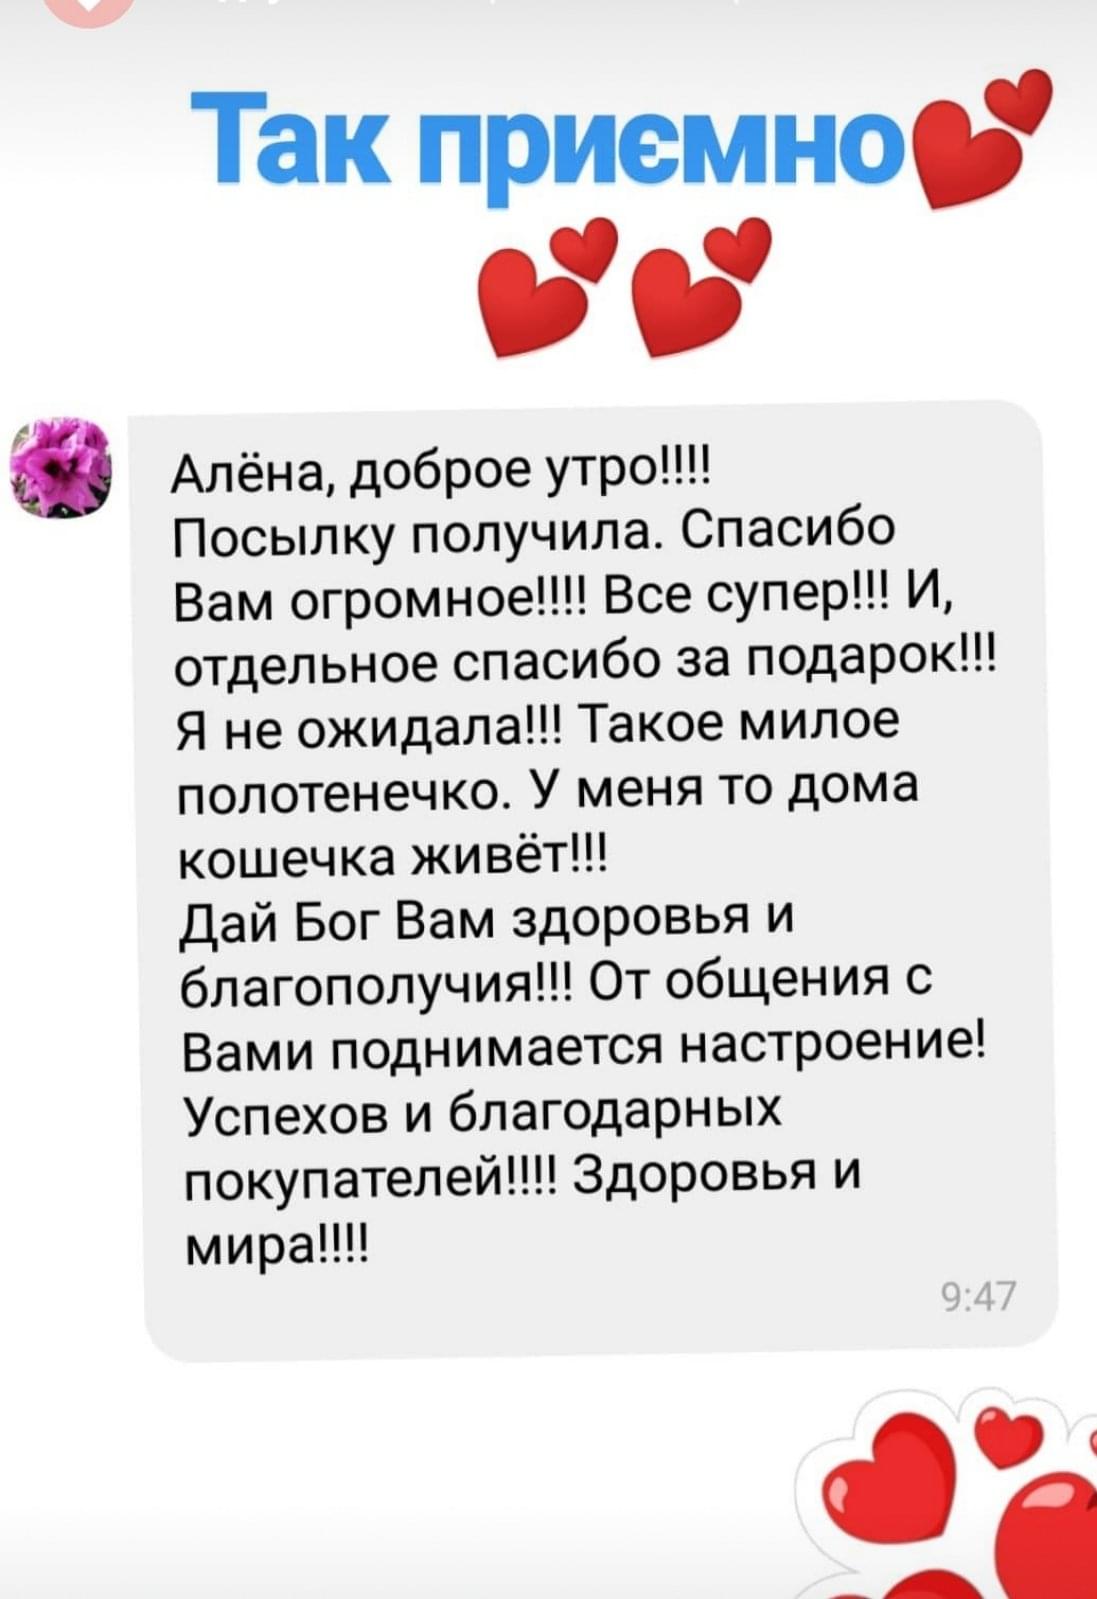 Так приємно💕
💕💕
Алёна, доброе утро!!!!
Посылку получила. Спасибо
Вам огромное!!!! Все супер!!! И,
отдельное спасибо за подарок!!!
Я не ожидала!!! Такое милое
полотенечко. У меня то дома
кошечка живёт!!!
Дай Бог Вам здоровья и
благополучия!!! От общения с
Вами поднимается настроение!
Успехов и благодарных
покупателей!!!! Здоровья и
мира!!!!
9:47